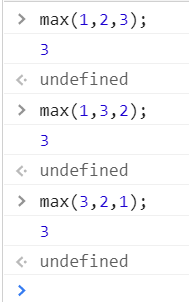 > max(1,2,3);
3
<· undefined
> max(1,3,2);
3
<· undefined
> max(3,2,1);
3
<· undefined
>